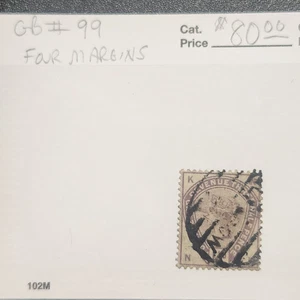 GB # 99
FOUR MARGINS
Cat.
Price $80.00
K
N
102M